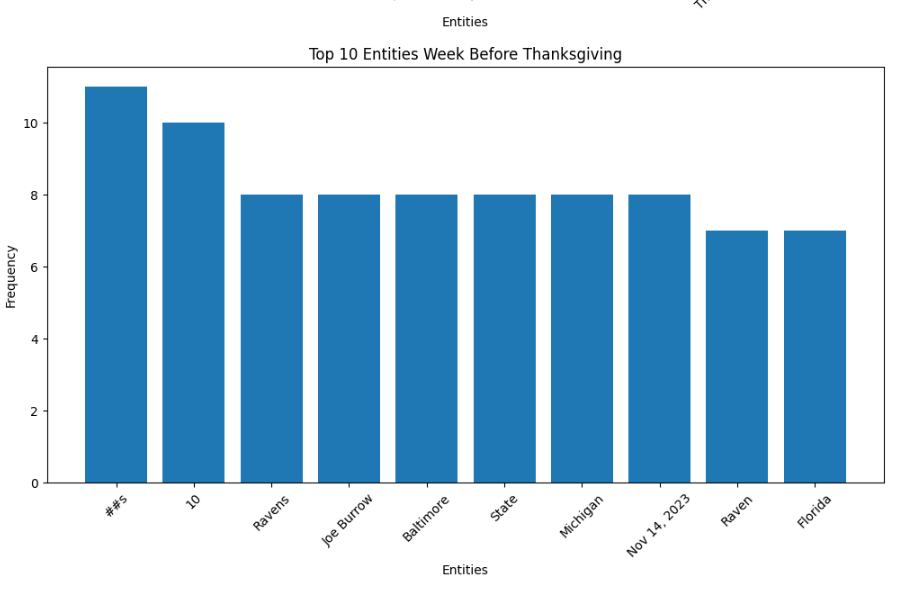 Entities
Top 10 Entities Week Before Thanksgiving
Frequency
10
8
6
4
2
0
##s
10
Ravens
Joe Burrow
Baltimore
State
Michigan
Nov 14, 2023
Raven
Florida
Entities